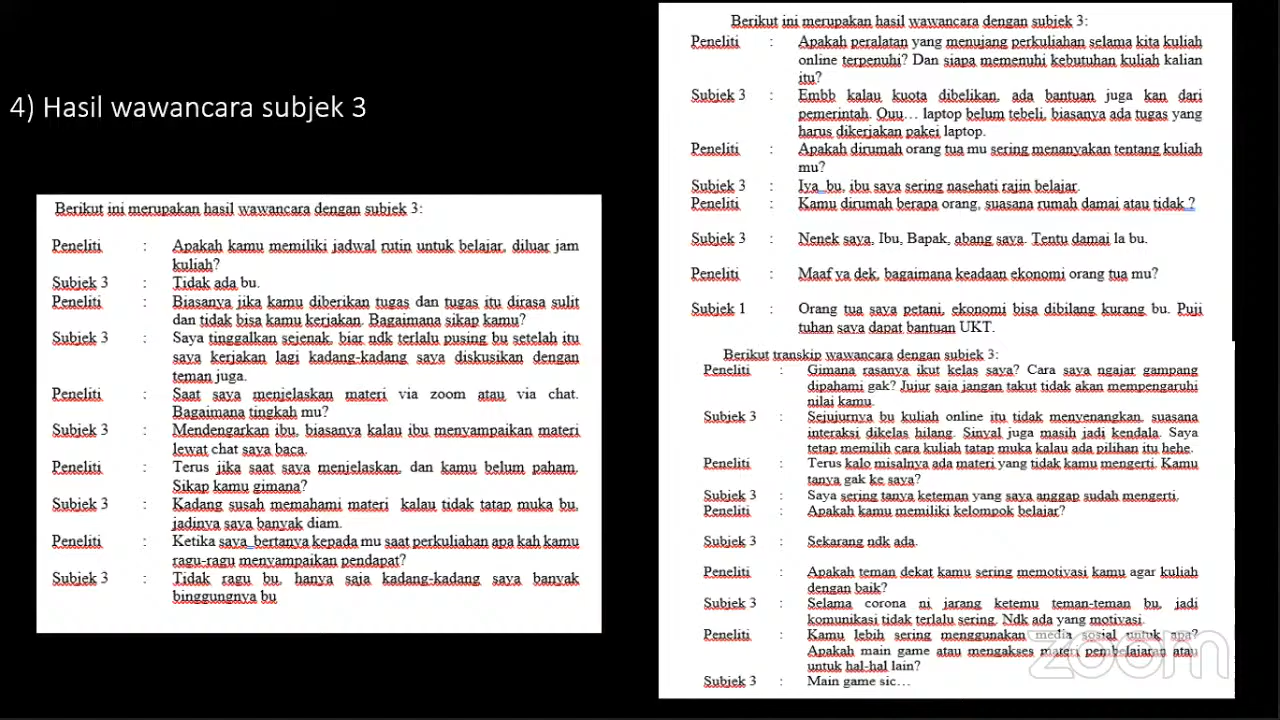 4) Hasil wawancara subjek 3
Berikut ini merupakan hasil wawancara dengan subjek 3:
Peneliti : Apakah kamu memiliki jadwal rutin untuk belajar, diluar jam
kuliah?
Subjek 3 : Tidak ada bu.
Peneliti : Biasanya jika kamu diberikan tugas dan tugas itu dirasa sulit
dan tidak bisa kamu kerjakan. Bagaimana sikap kamu?
Subjek 3 : Saya tinggalkan sejenak, biar ndk terlalu pusing bu setelah itu
saya kerjakan lagi kadang-kadang saya diskusikan dengan
teman juga.
Peneliti : Saat saya menjelaskan materi via zoom atau via chat.
Bagaimana tingkah mu?
Subjek 3 : Mendengarkan ibu, biasanya kalau ibu menyampaikan materi
lewat chat saya baca.
Peneliti : Terus jika saat saya menjelaskan, dan kamu belum paham.
Sikap kamu gimana?
Subjek 3 : Kadang susah memahami materi kalau tidak tatap muka bu,
jadinya saya banyak diam.
Peneliti : Ketika saya bertanya kepada mu saat perkuliahan apa kah kamu
ragu-ragu menyampaikan pendapat?
Subjek 3 : Tidak ragu bu, hanya saja kadang-kadang saya banyak
binggungnya bu
Berikut ini merupakan hasil wawancara dengan subjek 3:
Peneliti : Apakah peralatan yang menujang perkuliahan selama kita kuliah
online terpenuhi? Dan siapa memenuhi kebutuhan kuliah kalian
itu?
Subjek 3 : Embb kalau kuota dibelikan, ada bantuan juga kan dari
pemerintah. Ouu... laptop belum tebeli, biasanya ada tugas yang
harus dikerjakan pakei laptop.
Peneliti : Apakah dirumah orang tua mu sering menanyakan tentang kuliah
mu?
Subjek 3 : Iya bu, ibu saya sering nasehati rajin belajar.
Peneliti : Kamu dirumah berapa orang, suasana rumah damai atau tidak ?
Subjek 3 : Nenek saya, Ibu, Bapak, abang saya. Tentu damai la bu.
Peneliti : Maaf ya dek, bagaimana keadaan ekonomi orang tua mu?
Subjek 1 : Orang tua saya petani, ekonomi bisa dibilang kurang bu. Puji
tuhan saya dapat bantuan UKT.
Berikut transkip wawancara dengan subjek 3:
Peneliti : Gimana rasanya ikut kelas saya? Cara saya ngajar gampang
dipahami gak? Jujur saja jangan takut tidak akan mempengaruhi
nilai kamu.
Subjek 3 : Sejujurnya bu kuliah online itu tidak menyenangkan, suasana
interaksi dikelas hilang. Sinyal juga masih jadi kendala. Saya
tetap memilih cara kuliah tatap muka kalau ada pilihan itu hehe.
Peneliti : Terus kalo misalnya ada materi yang tidak kamu mengerti. Kamu
tanya gak ke saya?
Subjek 3 : Saya sering tanya keteman yang saya anggap sudah mengerti.
Peneliti : Apakah kamu memiliki kelompok belajar?
Subjek 3 : Sekarang ndk ada.
Peneliti : Apakah teman dekat kamu sering memotivasi kamu agar kuliah
dengan baik?
Subjek 3 : Selama corona ni jarang ketemu teman-teman bu, jadi
komunikasi tidak terlalu sering. Ndk ada yang motivasi.
Peneliti : Kamu lebih sering menggunakan media sosial untuk apa?
Apakah main game atau mengakses materi pembelajaran atau
untuk hal-hal lain?
Subjek 3 : Main game sic...
zoom